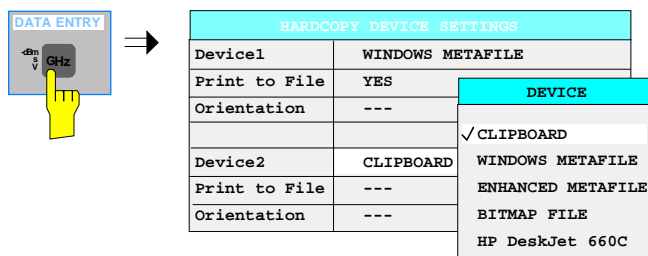 DATA ENTRY
-dBm
s
V
GHz
HARDCOPY DEVICE SETTINGS
Device1 WINDOWS METAFILE
Print to File YES
Orientation ---
Device2 CLIPBOARD
Print to File ---
Orientation ---
DEVICE
✓CLIPBOARD
WINDOWS METAFILE
ENHANCED METAFILE
BITMAP FILE
HP DeskJet 660C